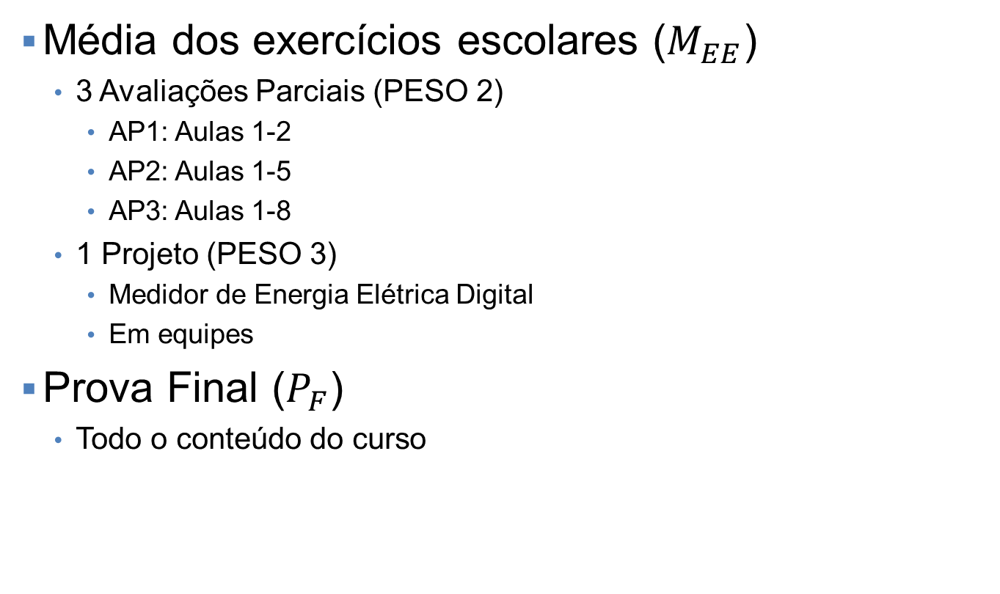 ▪ Média dos exercícios escolares (M_EE)
• 3 Avaliações Parciais (PESO 2)
• AP1: Aulas 1-2
• AP2: Aulas 1-5
• AP3: Aulas 1-8
• 1 Projeto (PESO 3)
• Medidor de Energia Elétrica Digital
• Em equipes
▪ Prova Final (P_F)
• Todo o conteúdo do curso